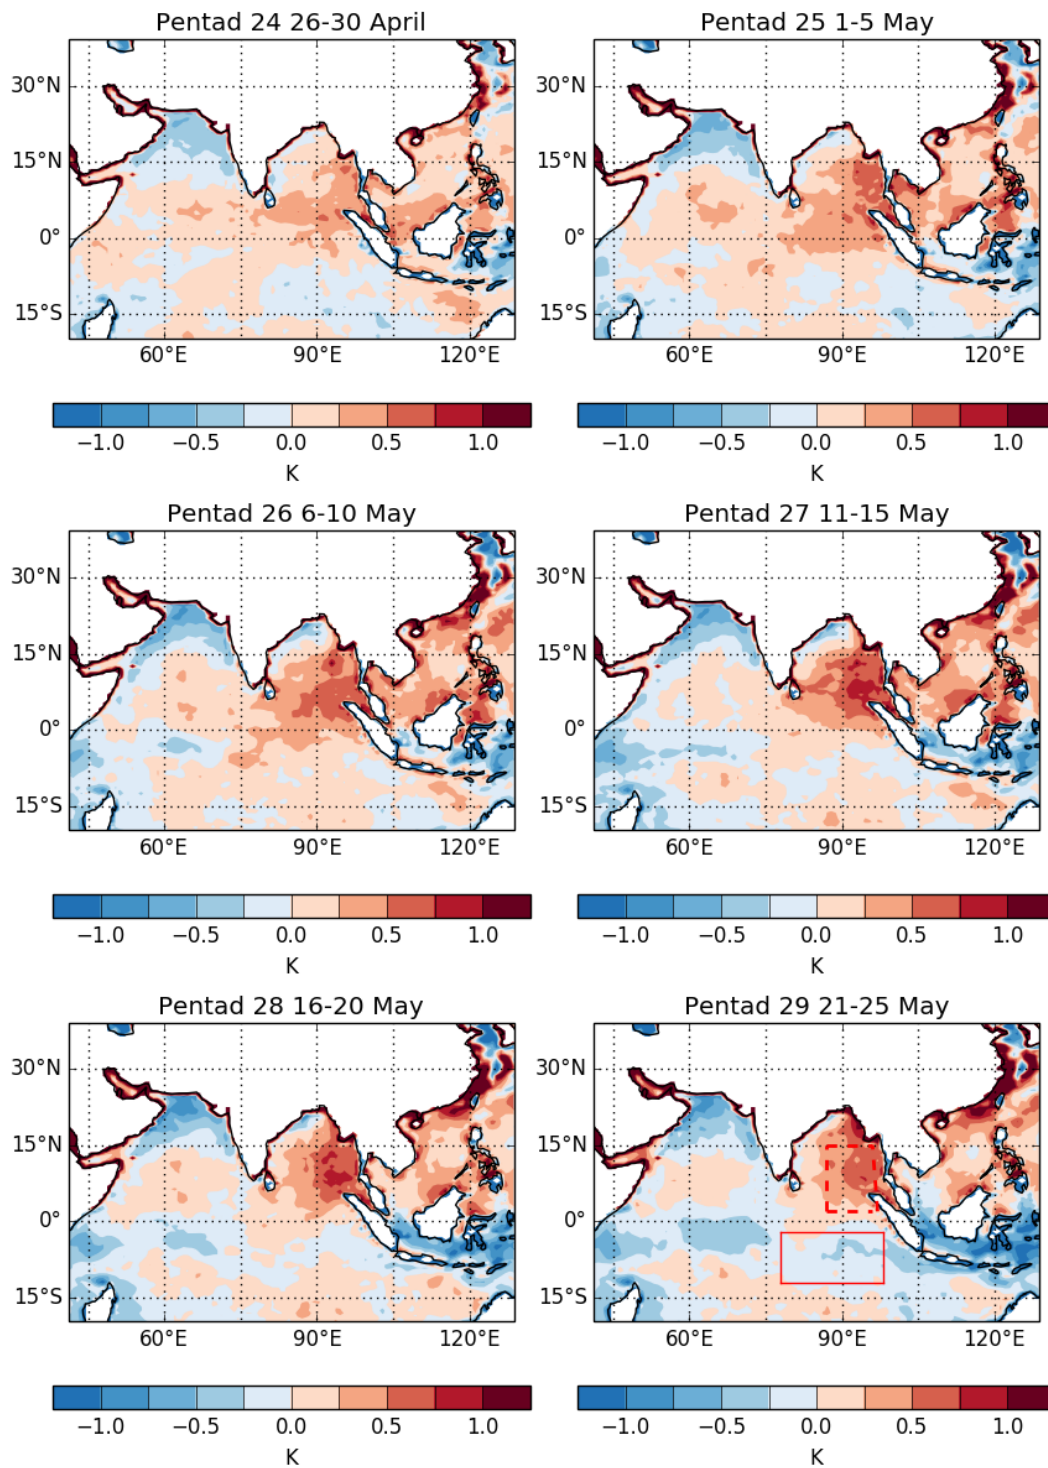 Pentad 24 26-30 April
Pentad 25 1-5 May
30°N
15°N
0°
15°S
60°E 90°E 120°E
30°N
15°N
0°
15°S
60°E 90°E 120°E
−1.0 −0.5 0.0 0.5 1.0
K
−1.0 −0.5 0.0 0.5 1.0
K
Pentad 26 6-10 May
Pentad 27 11-15 May
30°N
15°N
0°
15°S
60°E 90°E 120°E
30°N
15°N
0°
15°S
60°E 90°E 120°E
−1.0 −0.5 0.0 0.5 1.0
K
−1.0 −0.5 0.0 0.5 1.0
K
Pentad 28 16-20 May
Pentad 29 21-25 May
30°N
15°N
0°
15°S
60°E 90°E 120°E
30°N
15°N
0°
15°S
60°E 90°E 120°E
−1.0 −0.5 0.0 0.5 1.0
K
−1.0 −0.5 0.0 0.5 1.0
K